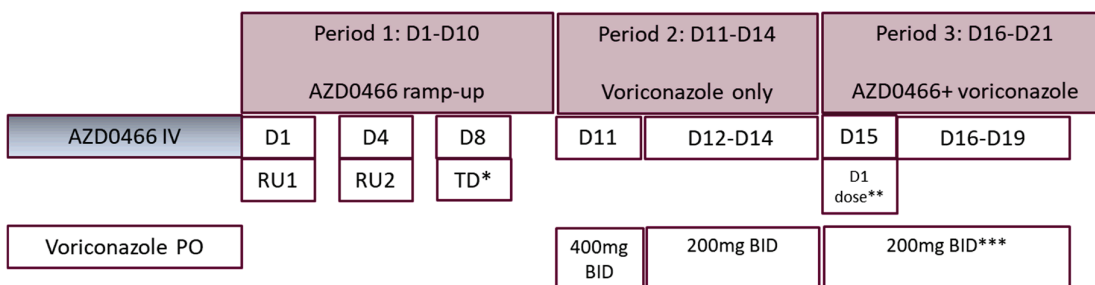 Period 1: D1-D10
AZD0466 ramp-up
Period 2: D11-D14
Voriconazole only
Period 3: D16-D21
AZD0466+ voriconazole
AZD0466 IV
D1
D4
D8
D11
D12-D14
D15
D16-D19
RU1
RU2
TD*
D1
dose**
Voriconazole PO
400mg
BID
200mg BID
200mg BID***